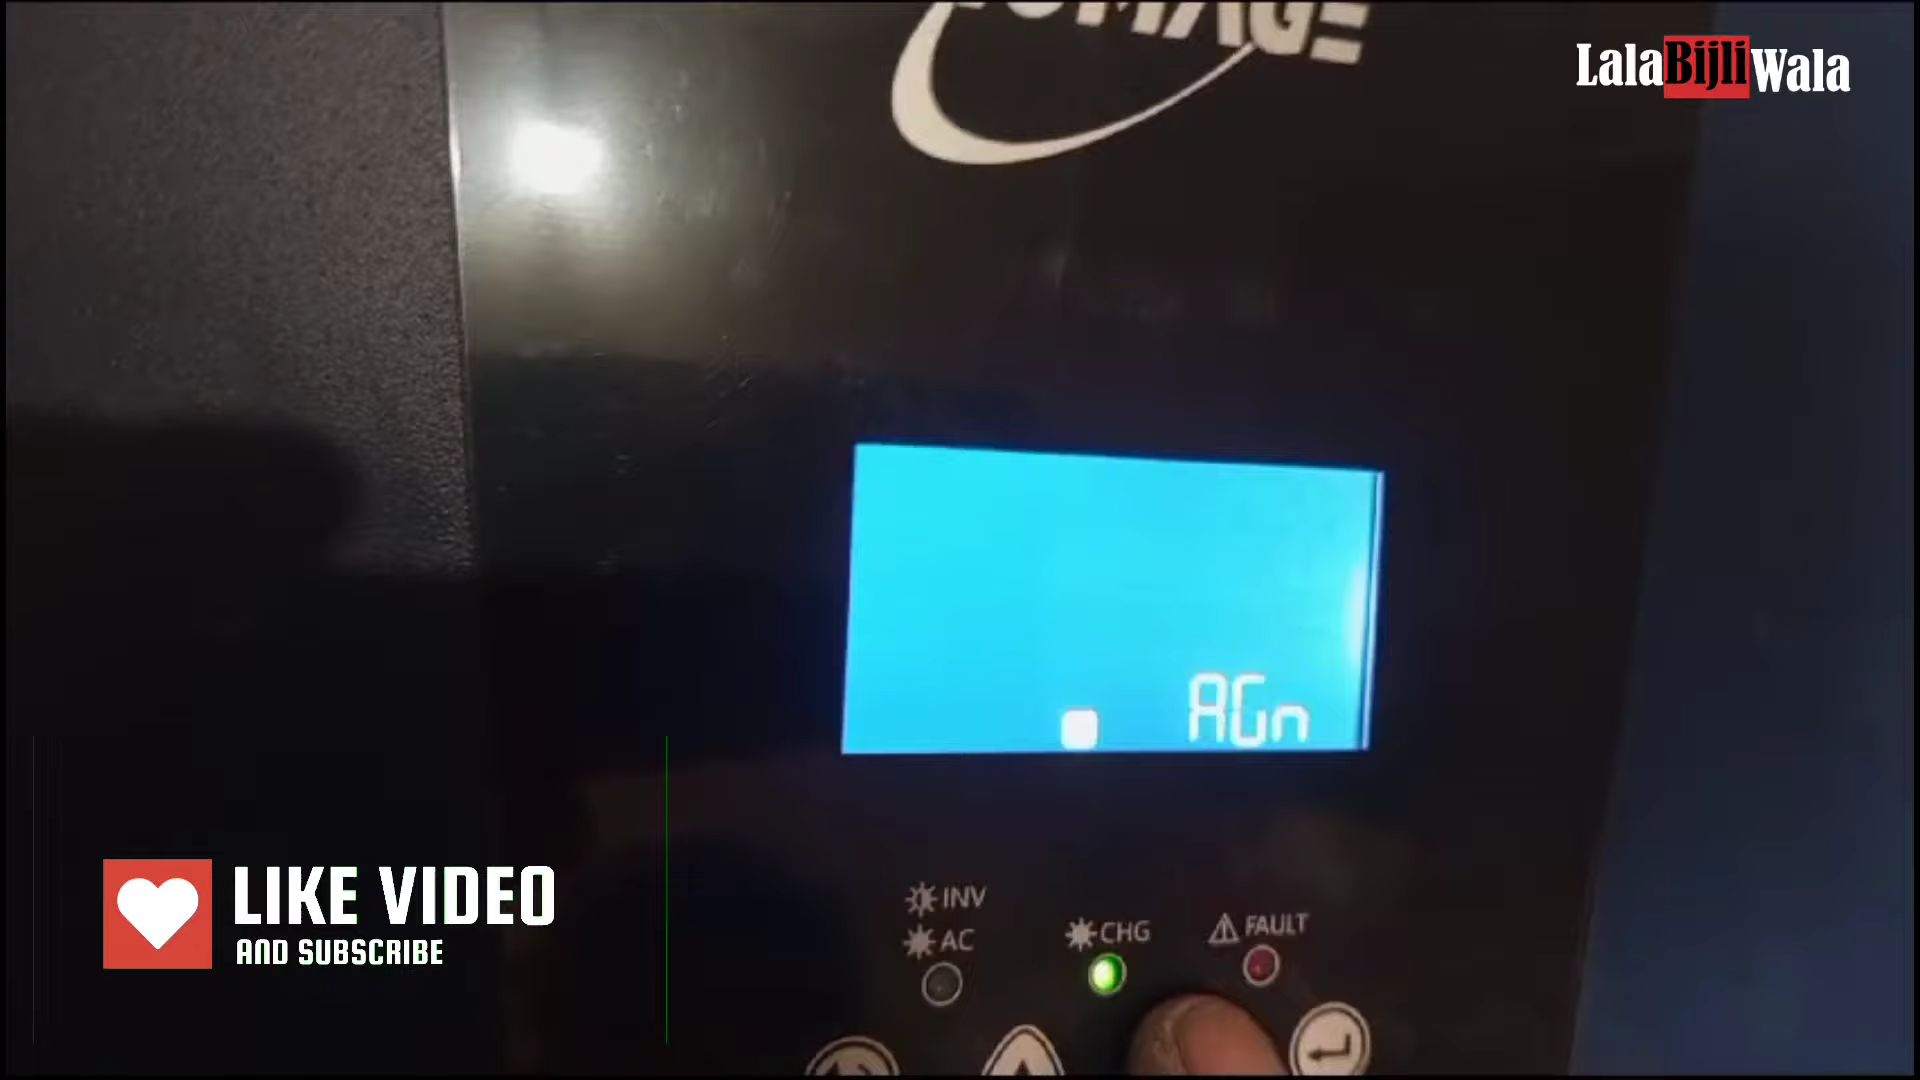 LalaBijliWala
AGn
INV
AC
CHG
FAULT
LIKE VIDEO
AND SUBSCRIBE